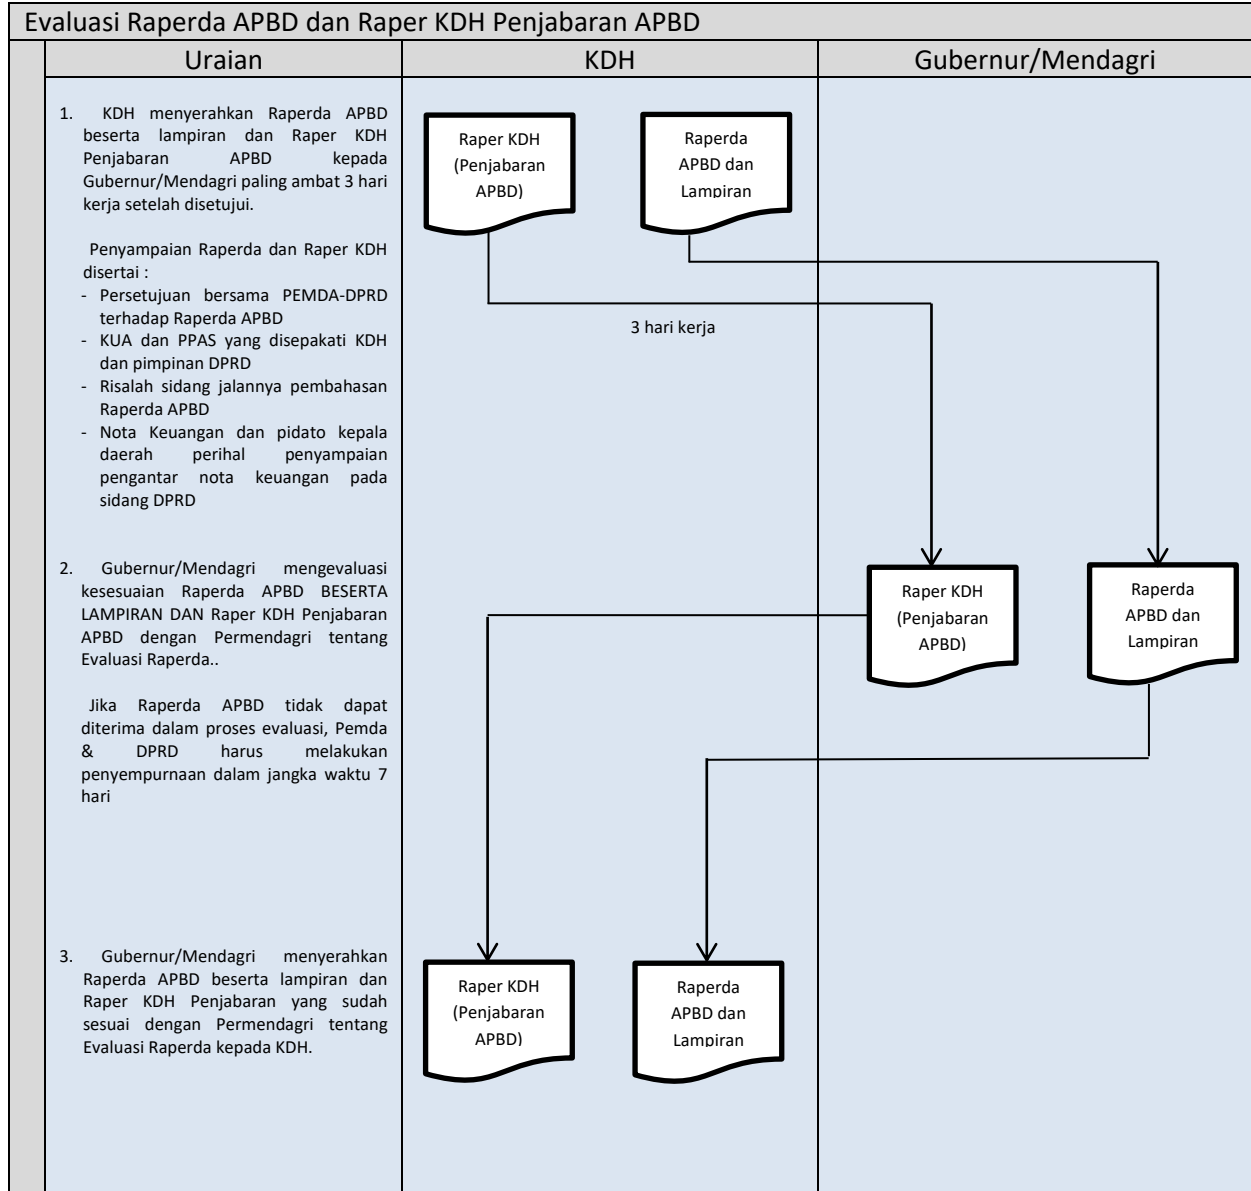 Evaluasi Raperda APBD dan Raper KDH Penjabaran APBD
Uraian
KDH
Gubernur/Mendagri
1. KDH menyerahkan Raperda APBD
beserta lampiran dan Raper KDH
Penjabaran APBD kepada
Gubernur/Mendagri paling ambat 3 hari
kerja setelah disetujui.
Penyampaian Raperda dan Raper KDH
disertai :
- Persetujuan bersama PEMDA-DPRD
terhadap Raperda APBD
- KUA dan PPAS yang disepakati KDH
dan pimpinan DPRD
- Risalah sidang jalannya pembahasan
Raperda APBD
- Nota Keuangan dan pidato kepala
daerah perihal penyampaian
pengantar nota keuangan pada
sidang DPRD
2. Gubernur/Mendagri mengevaluasi
kesesuaian Raperda APBD BESERTA
LAMPIRAN DAN Raper KDH Penjabaran
APBD dengan Permendagri tentang
Evaluasi Raperda..
Jika Raperda APBD tidak dapat
diterima dalam proses evaluasi, Pemda
& DPRD harus melakukan
penyempurnaan dalam jangka waktu 7
hari
3. Gubernur/Mendagri menyerahkan
Raperda APBD beserta lampiran dan
Raper KDH Penjabaran yang sudah
sesuai dengan Permendagri tentang
Evaluasi Raperda kepada KDH.
Raper KDH
(Penjabaran
APBD)
Raperda
APBD dan
Lampiran
3 hari kerja
Raper KDH
(Penjabaran
APBD)
Raperda
APBD dan
Lampiran
Raper KDH
(Penjabaran
APBD)
Raperda
APBD dan
Lampiran